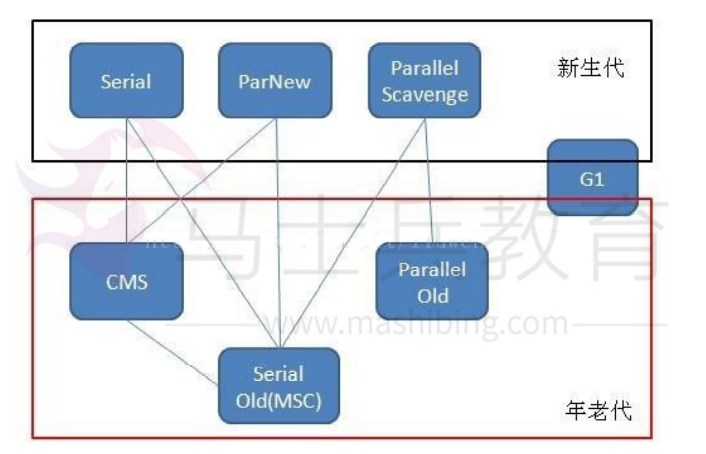 Serial
ParNew
Parallel
Scavenge
新生代
G1
马士兵教育
CMS
Parallel
Old
www.mashibing.com
Serial
Old(MSC)
年老代